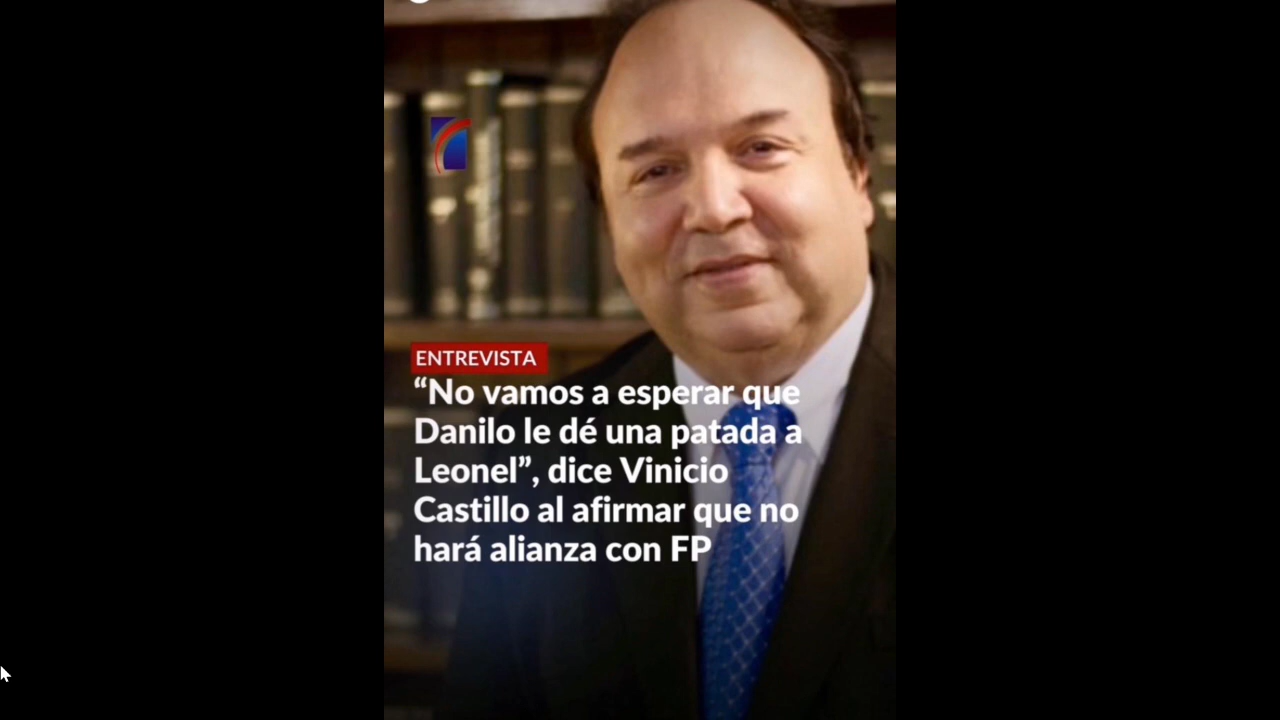 ENTREVISTA
“No vamos a esperar que
Danilo le dé una patada a
Leonel”, dice Vinicio
Castillo al afirmar que no
hará alianza con FP